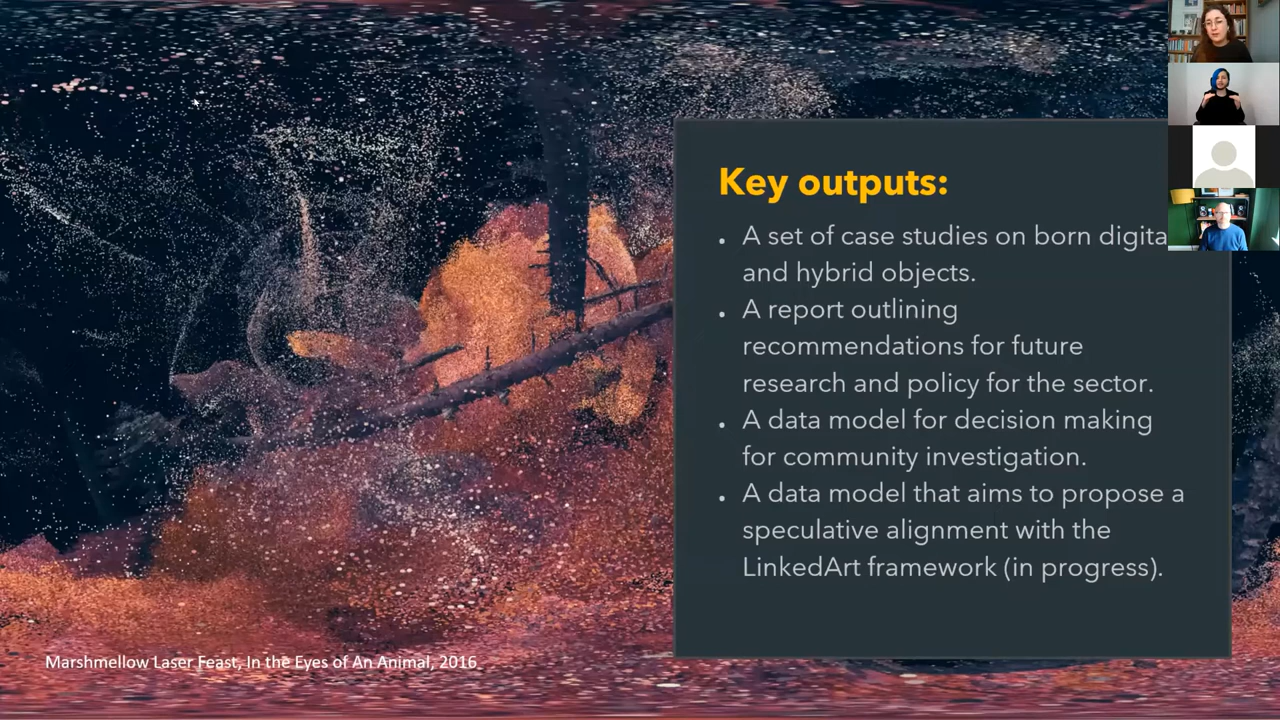 Key outputs:
• A set of case studies on born digita
and hybrid objects.
• A report outlining
recommendations for future
research and policy for the sector.
• A data model for decision making
for community investigation.
• A data model that aims to propose a
speculative alignment with the
LinkedArt framework (in progress).
Marshmellow Laser Feast, In the Eyes of An Animal, 2016